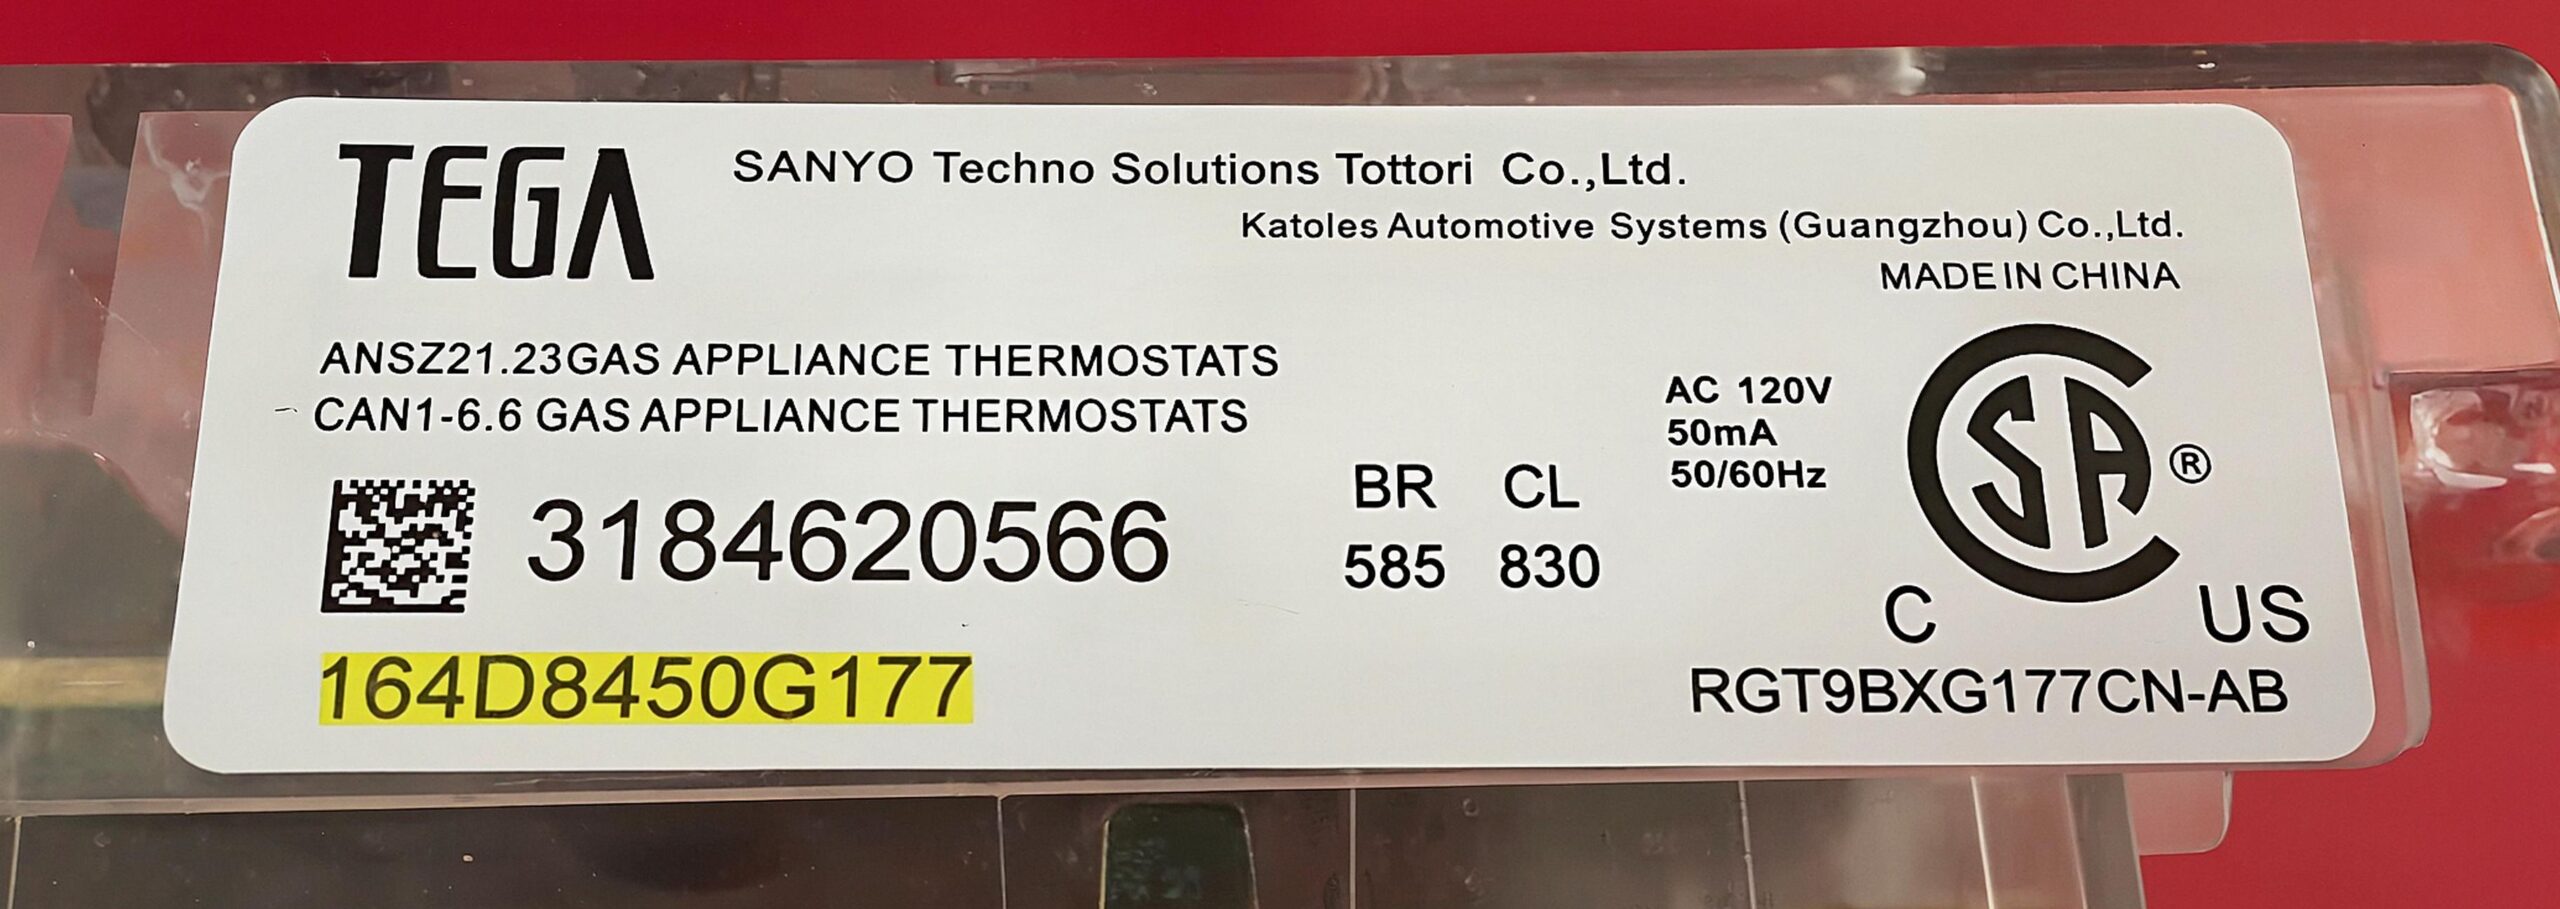 TEGA
SANYO Techno Solutions Tottori Co.,Ltd.
Katoles Automotive Systems (Guangzhou) Co.,Ltd.
MADE IN CHINA
ANSZ21.23GAS APPLIANCE THERMOSTATS
CAN1-6.6 GAS APPLIANCE THERMOSTATS
AC 120V
50mA
50/60Hz
CSA ®
C US
3184620566
BR CL
585 830
164D8450G177
RGT9BXG177CN-AB